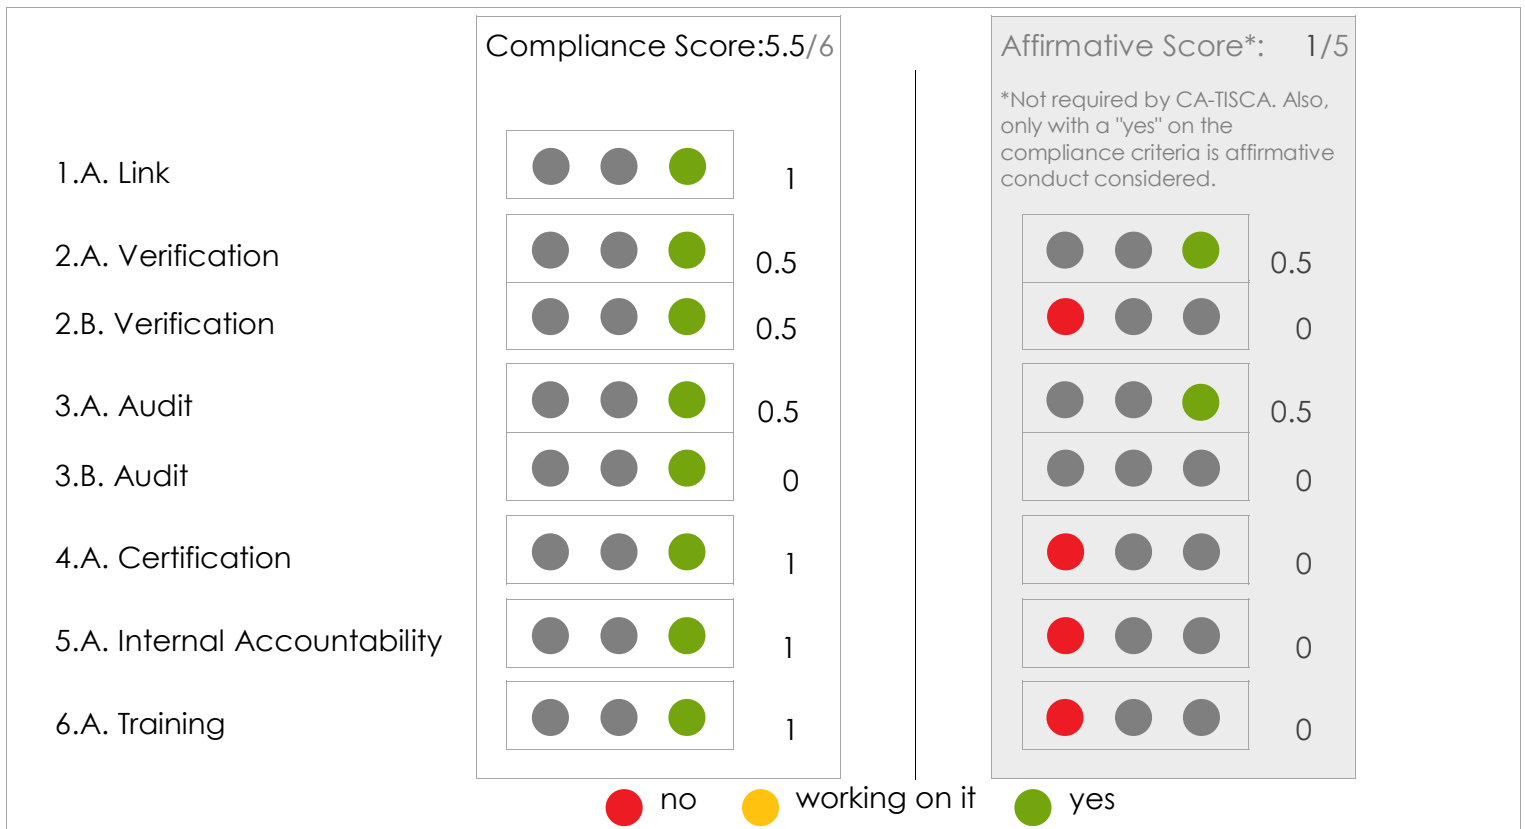 Compliance Score:5.5/6
Affirmative Score*: 1/5
*Not required by CA-TISCA. Also,
only with a "yes" on the
compliance criteria is affirmative
conduct considered.
1.A. Link 1
2.A. Verification 0.5 0.5
2.B. Verification 0.5 0
3.A. Audit 0.5 0.5
3.B. Audit 0 0
4.A. Certification 1 0
5.A. Internal Accountability 1 0
6.A. Training 1 0
no working on it yes